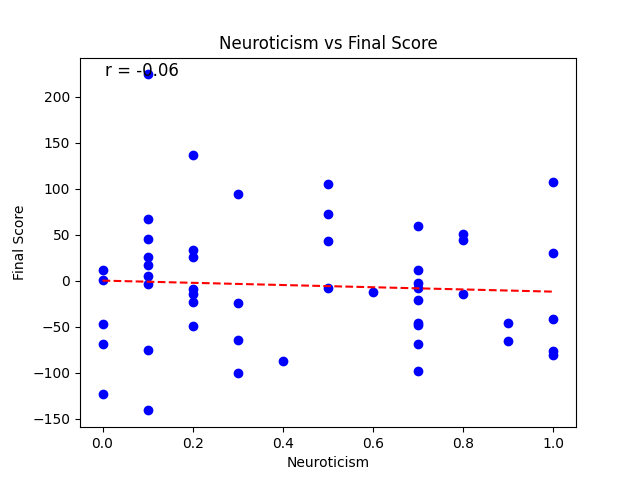 Neuroticism vs Final Score
r = -0.06
Final Score
200
150
100
50
0
−50
−100
−150
0.0 0.2 0.4 0.6 0.8 1.0
Neuroticism